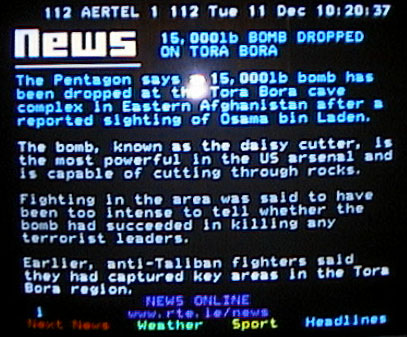 112 AERTEL 1 112 Tue 11 Dec 10:20:37
News
15,000lb BOMB DROPPED
ON TORA BORA
The Pentagon says a 15,000lb bomb has
been dropped at the Tora Bora cave
complex in Eastern Afghanistan after a
reported sighting of Osama bin Laden.
The bomb, known as the daisy cutter, is
the most powerful in the US arsenal and
is capable of cutting through rocks.
Fighting in the area was said to have
been too intense to tell whether the
bomb had succeeded in killing any
terrorist leaders.
Earlier, anti-Taliban fighters said
they had captured key areas in the Tora
Bora region.
NEWS ONLINE
1 www.rte.ie/news
Next News Weather Sport Headlines